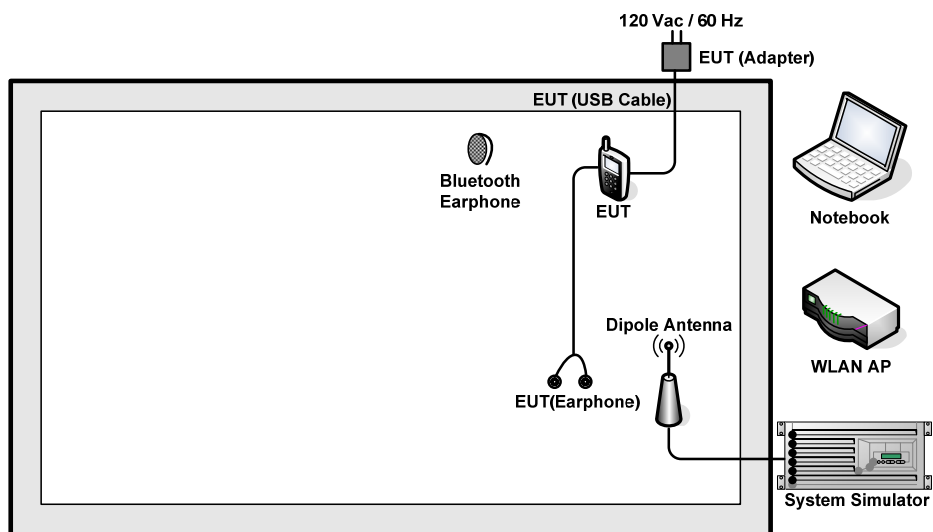 120 Vac / 60 Hz
EUT (Adapter)
EUT (USB Cable)
Bluetooth
Earphone
EUT
Notebook
Dipole Antenna
WLAN AP
EUT(Earphone)
System Simulator